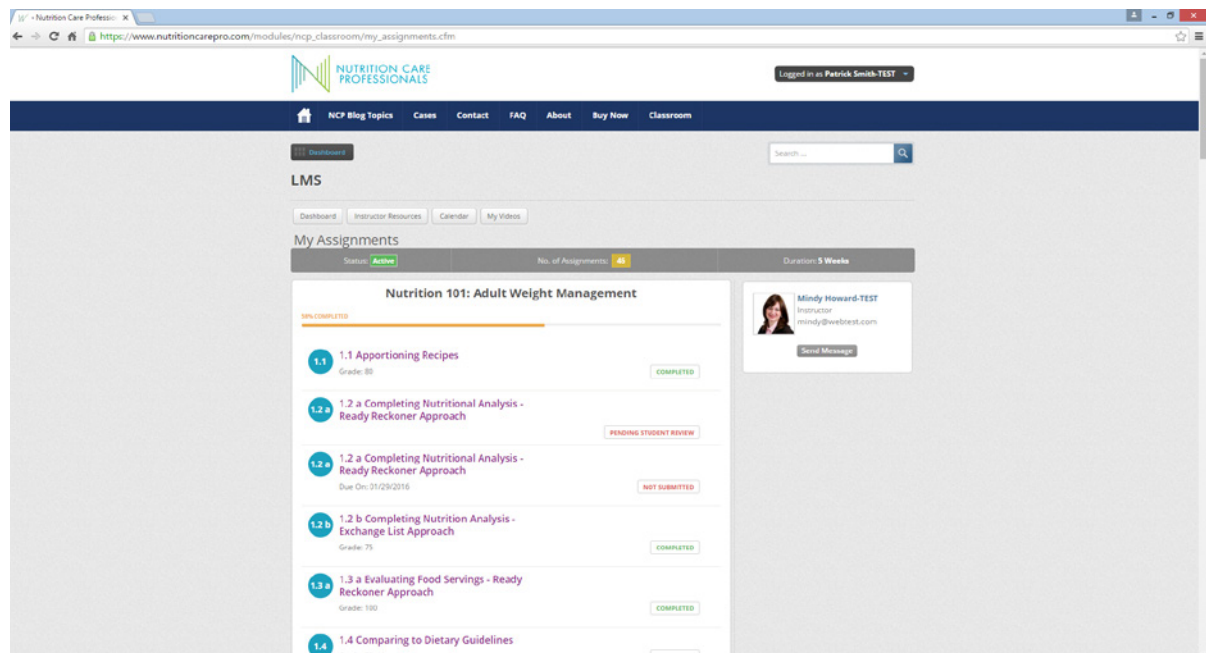 - Nutrition Care Professio
https://www.nutritioncarepro.com/modules/ncp_classroom/my_assignments.cfm
NUTRITION CARE
PROFESSIONALS
Logged in as Patrick Smith-TEST
NCP Blog Topics Cases Contact FAQ About Buy Now Classroom
Dashboard
Search ...
LMS
Dashboard Instructor Resources Calendar My Videos
My Assignments
Status: Active No. of Assignments: 46 Duration: 5 Weeks
Nutrition 101: Adult Weight Management
58% COMPLETED
1.1 1.1 Apportioning Recipes
Grade: 80
COMPLETED
1.2 a 1.2 a Completing Nutritional Analysis -
Ready Reckoner Approach
PENDING STUDENT REVIEW
1.2 a 1.2 a Completing Nutritional Analysis -
Ready Reckoner Approach
Due On: 01/29/2016
NOT SUBMITTED
1.2 b 1.2 b Completing Nutrition Analysis -
Exchange List Approach
Grade: 75
COMPLETED
1.3 a 1.3 a Evaluating Food Servings - Ready
Reckoner Approach
Grade: 100
COMPLETED
1.4 1.4 Comparing to Dietary Guidelines
Mindy Howard-TEST
Instructor
mindy@webtest.com
Send Message